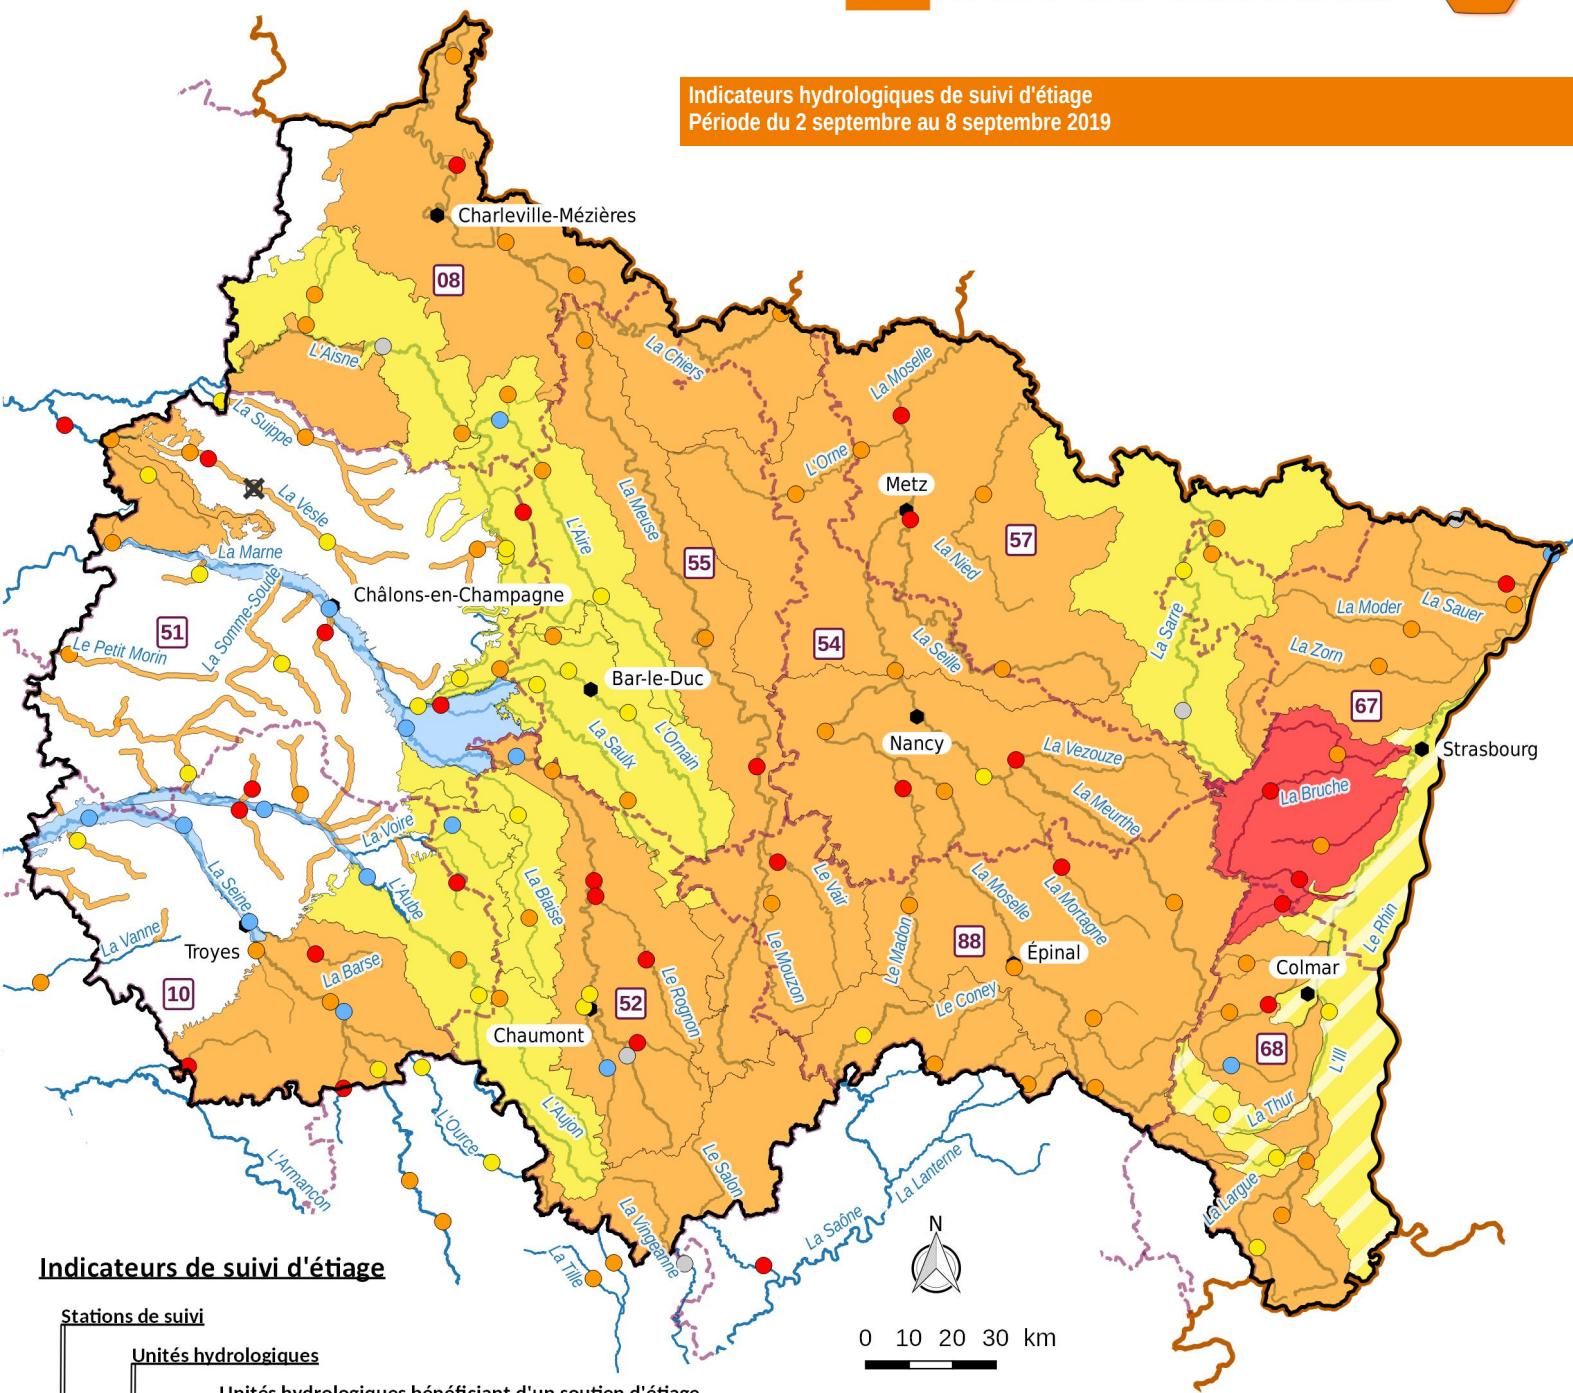 Indicateurs hydrologiques de suivi d'étiage
Période du 2 septembre au 8 septembre 2019
Charleville-Mézières
08
L'Aisne
La Chiers
La Moselle
La Suippe
L'Orne
Metz
La Vesle
La Meuse
L'Aire
57
La Nied
La Marne
55
Châlons-en-Champagne
La Somme-Soude
51
Le Petit Morin
54
La Seille
La Sarre
La Moder
La Sauer
La Zorn
Bar-le-Duc
67
Nancy
Strasbourg
La Saulx
L'Ornain
La Vezouze
La Meurthe
La Bruche
La Voire
La Seine
L'Aube
La Blaise
Le Vair
La Moselle
La Mortagne
Le Rhin
La Vanne
Troyes
La Barse
88
Épinal
Le Madon
Le Mouzon
Colmar
10
52
Le Rognon
Le Coney
Chaumont
68
L'Ill
La Thur
L'Aujon
L'Ource
L'Armançon
Le Salon
La Lanterne
La Largue
La Vingeanne
La Saône
La Tille
N
Indicateurs de suivi d'étiage
Stations de suivi
0 10 20 30 km
Unités hydrologiques
Unités hydrologiques bénéficiant d'un soutien d'étiage